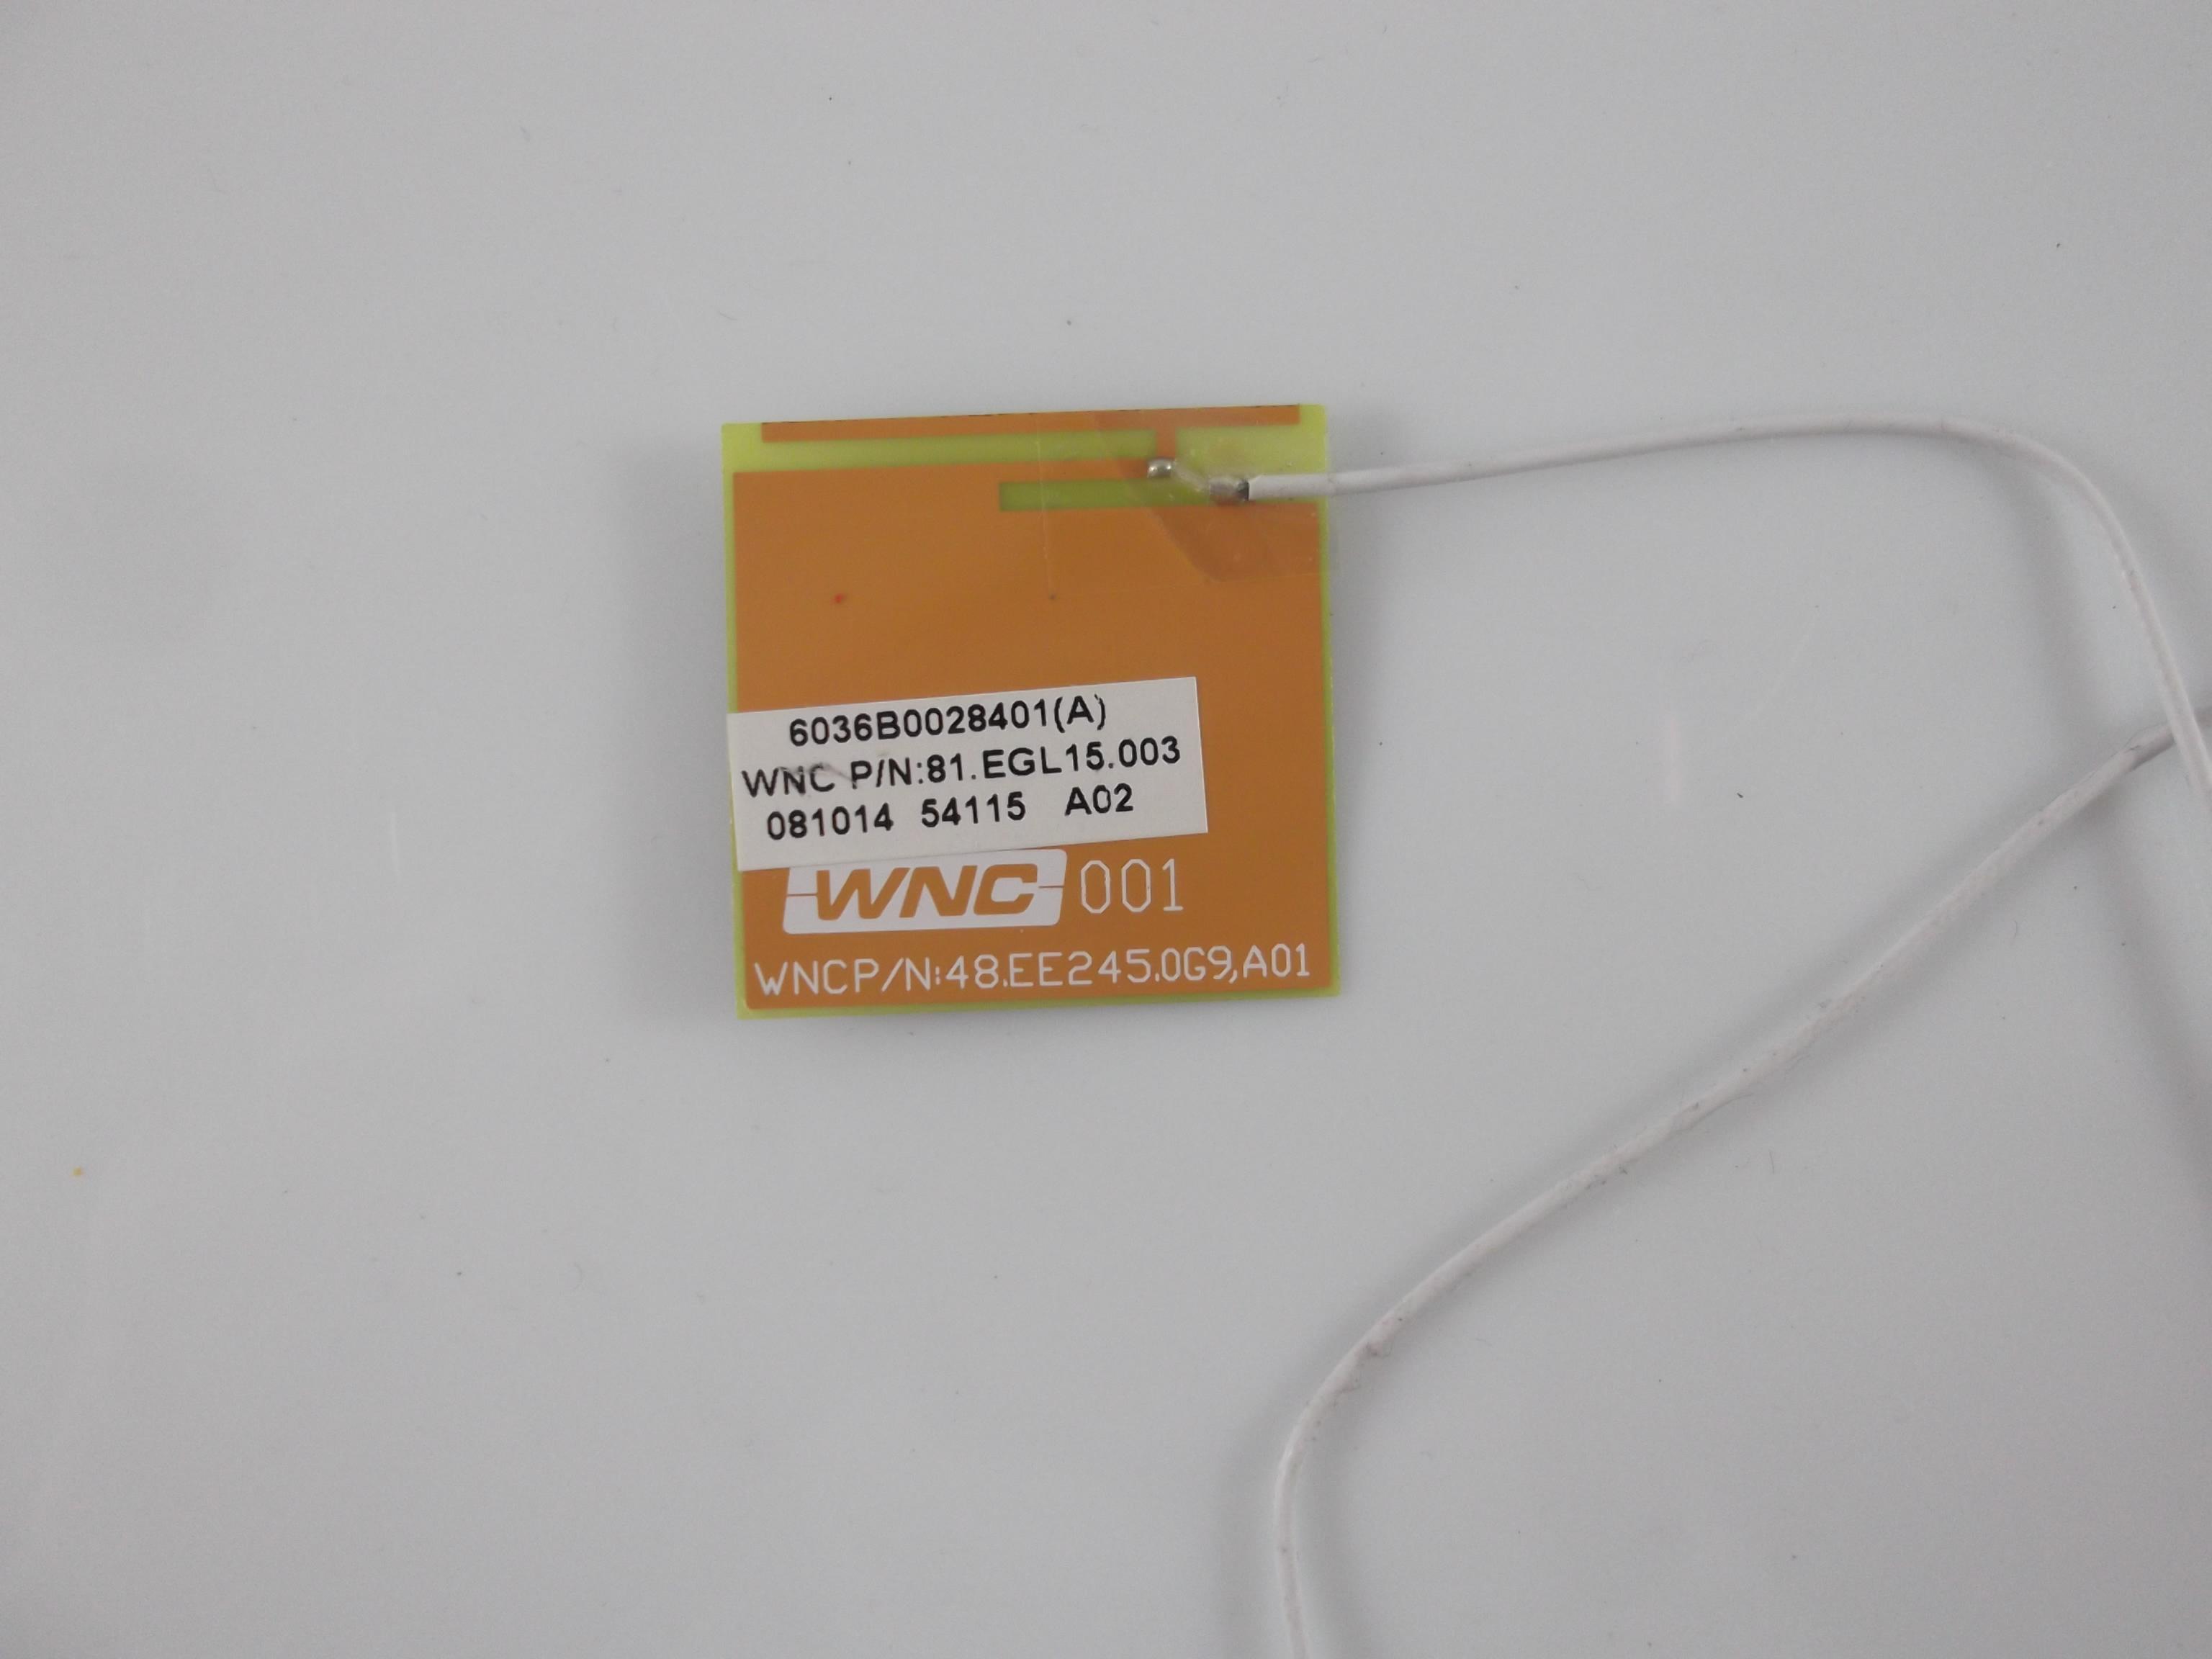 6036B0028401(A)
WNC P/N:81.EGL15.003
081014 54115 A02
WNC 001
WNCP/N:48.EE245.0G9,A01